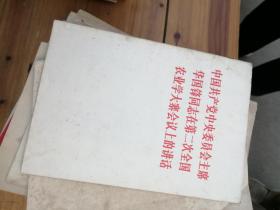 中国共产党中央委员会主席
华国锋同志在第二次全国
农业学大寨会议上的讲话